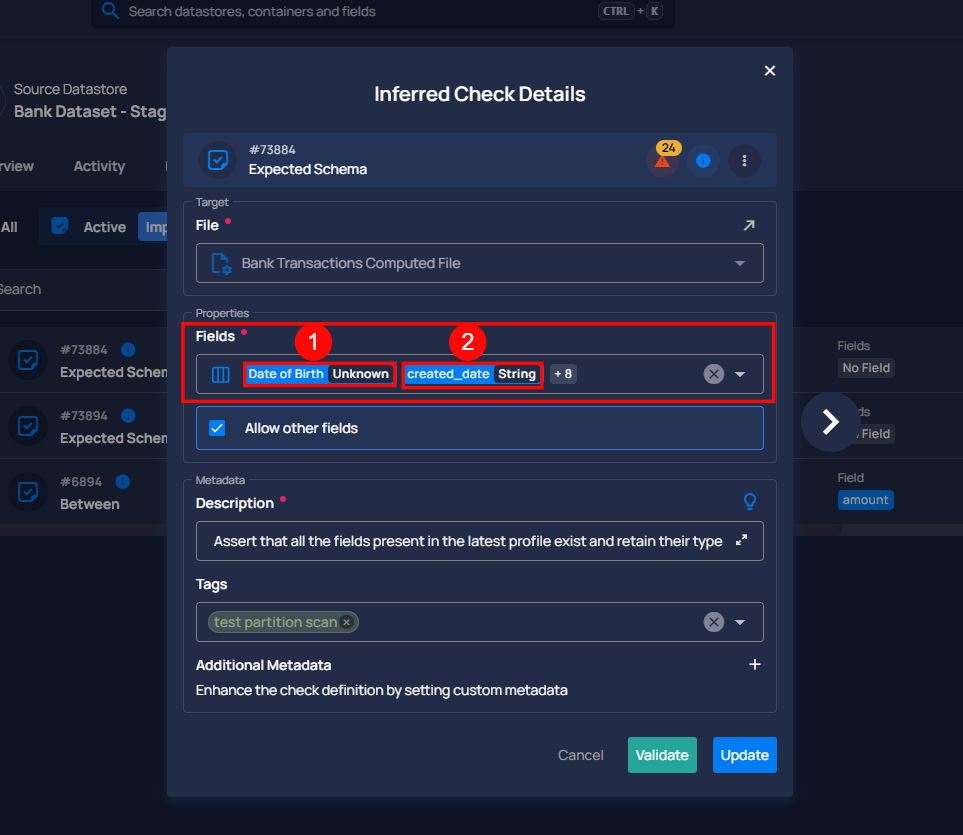 Search datastores, containers and fields
CTRL + K
Source Datastore
Bank Dataset - Stag
rview
Activity
All
Active
Imp
Search
#73884
Expected Schem
#73894
Expected Schem
#6894
Between
Inferred Check Details
#73884
Expected Schema
24
Target
File
Bank Transactions Computed File
Properties
Fields
1
2
Date of Birth Unknown created_date String + 8
Allow other fields
Metadata
Description
Assert that all the fields present in the latest profile exist and retain their type
Tags
test partition scan
Additional Metadata
Enhance the check definition by setting custom metadata
Cancel
Validate
Update
Fields
No Field
ds
Field
Field
amount